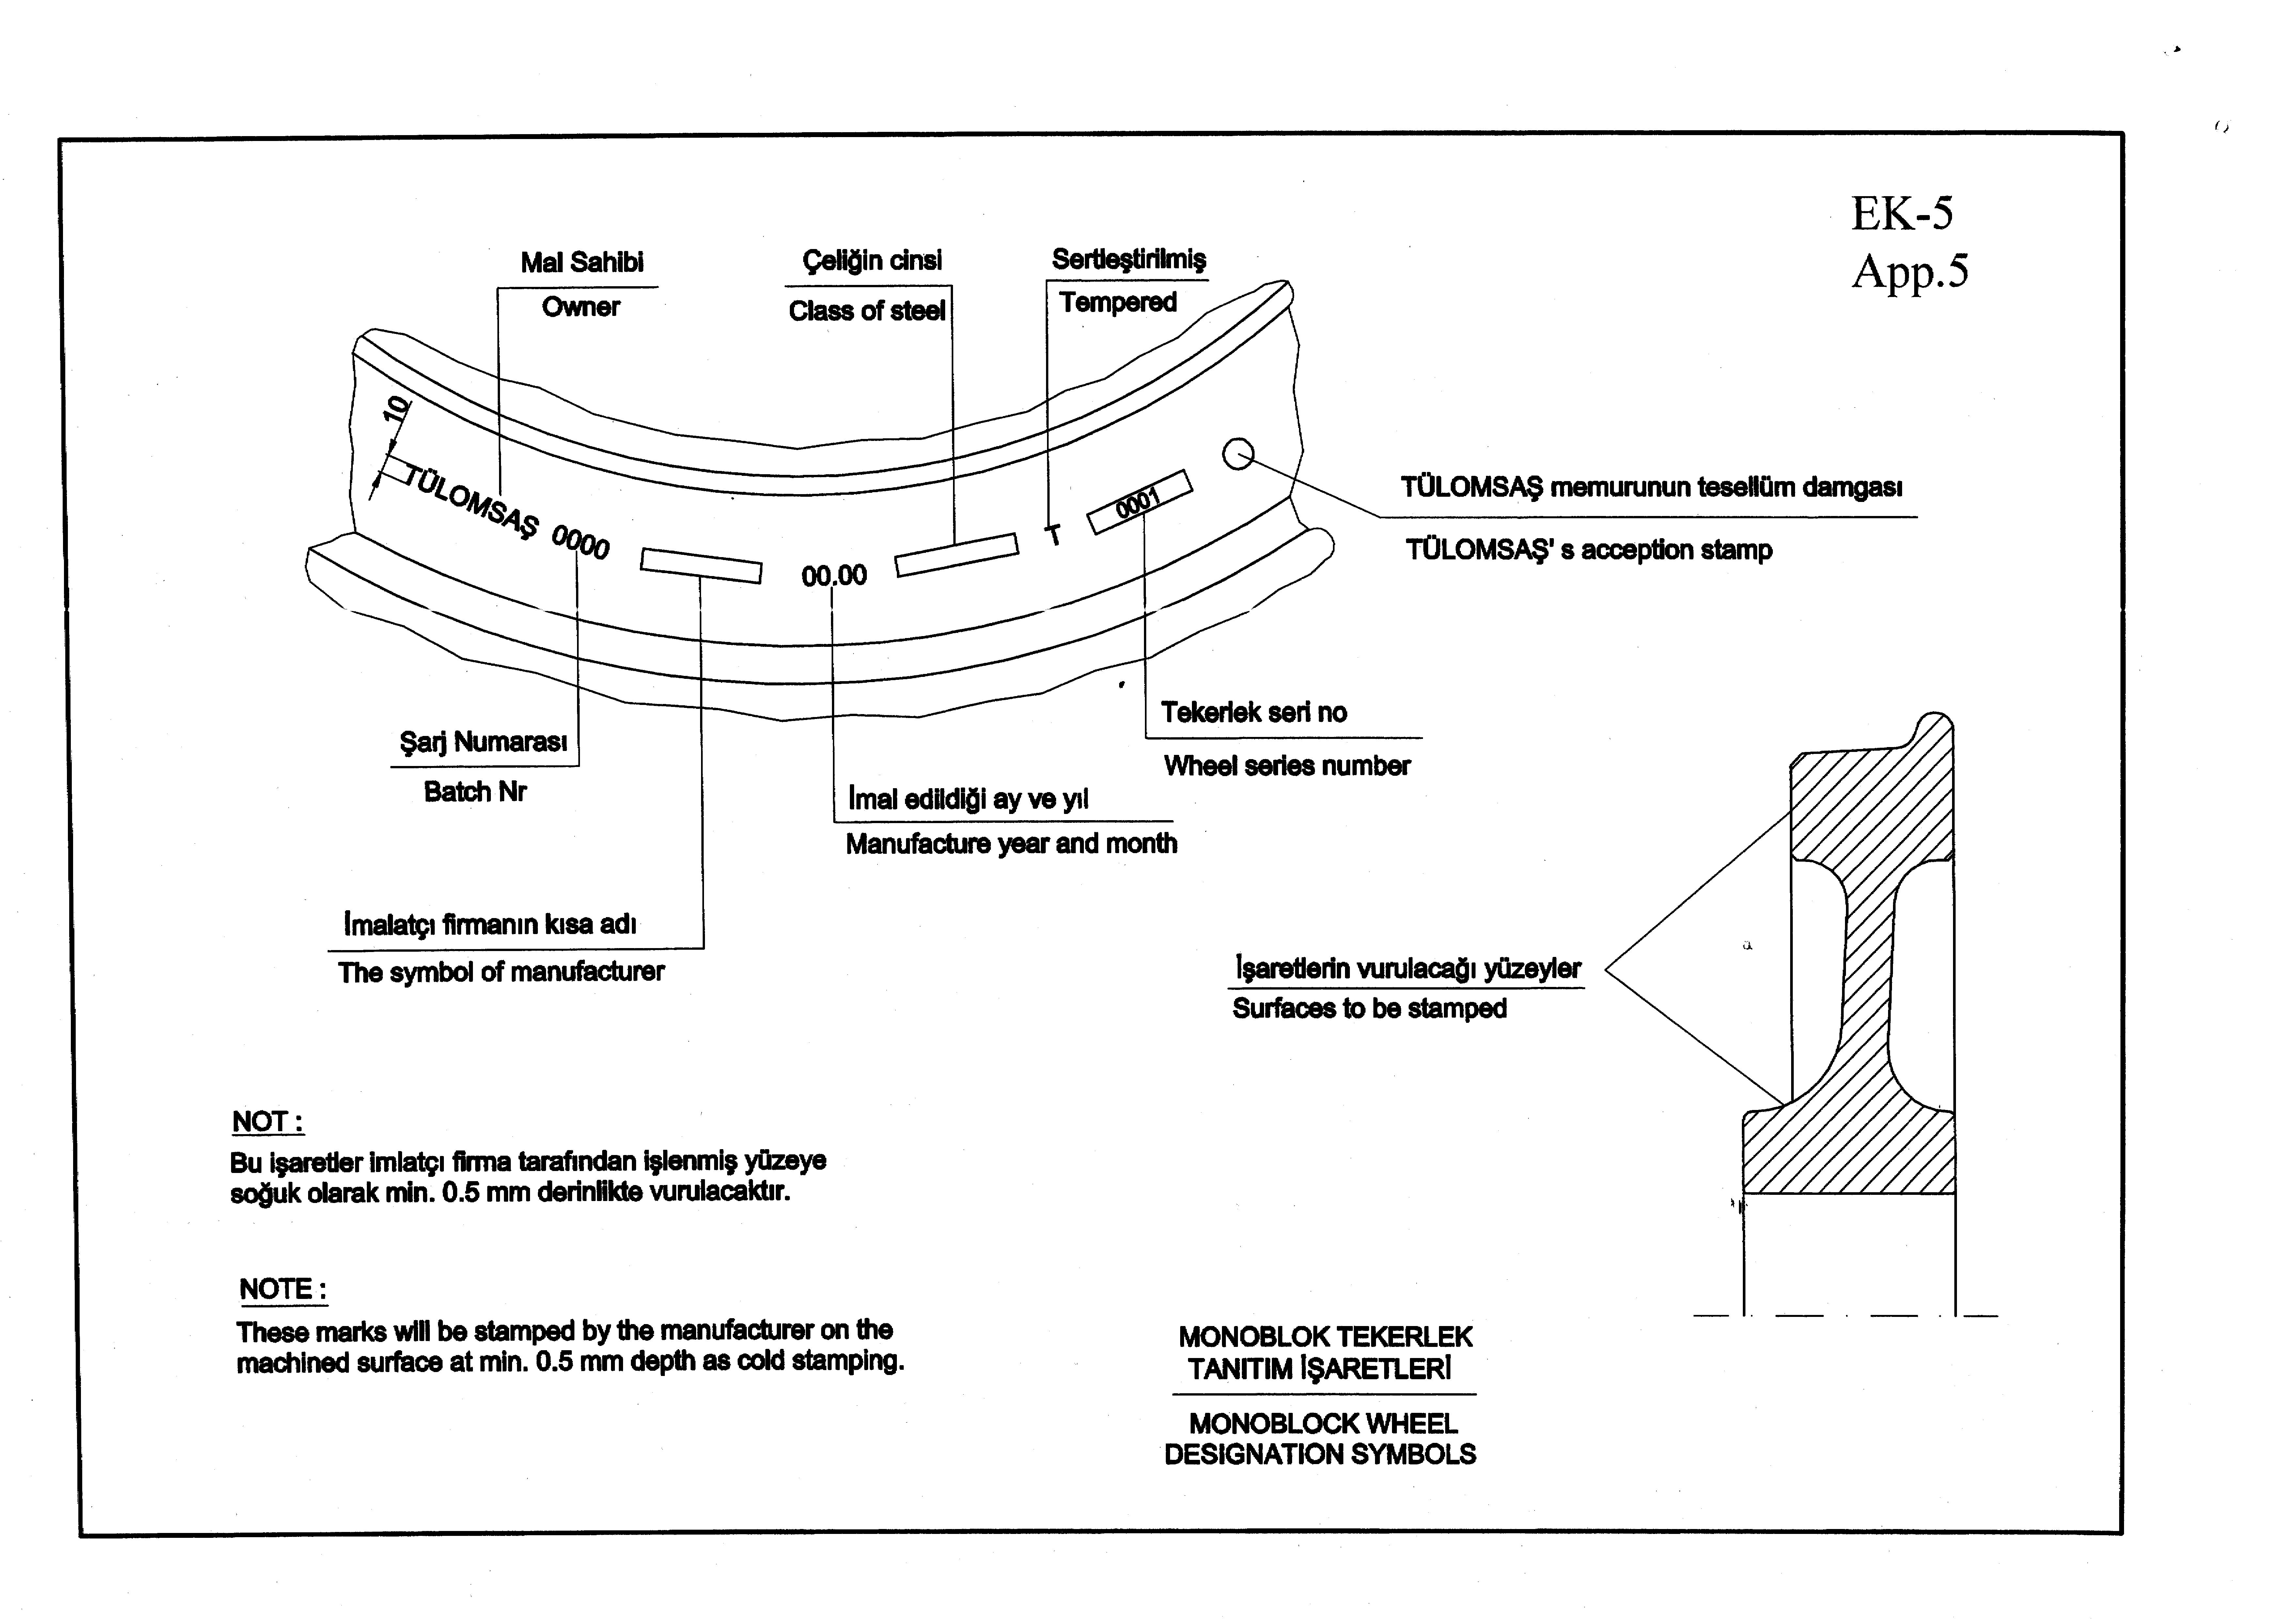 EK-5
App.5
Mal Sahibi
Owner
Çeliğin cinsi
Class of steel
Sertleştirilmiş
Tempered
10
TÜLOMSAŞ 0000
00.00
T
0001
TÜLOMSAŞ memurunun tesellüm damgası
TÜLOMSAŞ' s acception stamp
Şarj Numarası
Batch Nr
Tekerlek seri no
Wheel series number
İmal edildiği ay ve yıl
Manufacture year and month
İmalatçı firmanın kısa adı
The symbol of manufacturer
İşaretlerin vurulacağı yüzeyler
Surfaces to be stamped
NOT :
Bu işaretler imlatçı firma tarafından işlenmiş yüzeye
soğuk olarak min. 0.5 mm derinlikte vurulacaktır.
NOTE :
These marks will be stamped by the manufacturer on the
machined surface at min. 0.5 mm depth as cold stamping.
MONOBLOK TEKERLEK
TANITIM İŞARETLERİ
MONOBLOCK WHEEL
DESIGNATION SYMBOLS